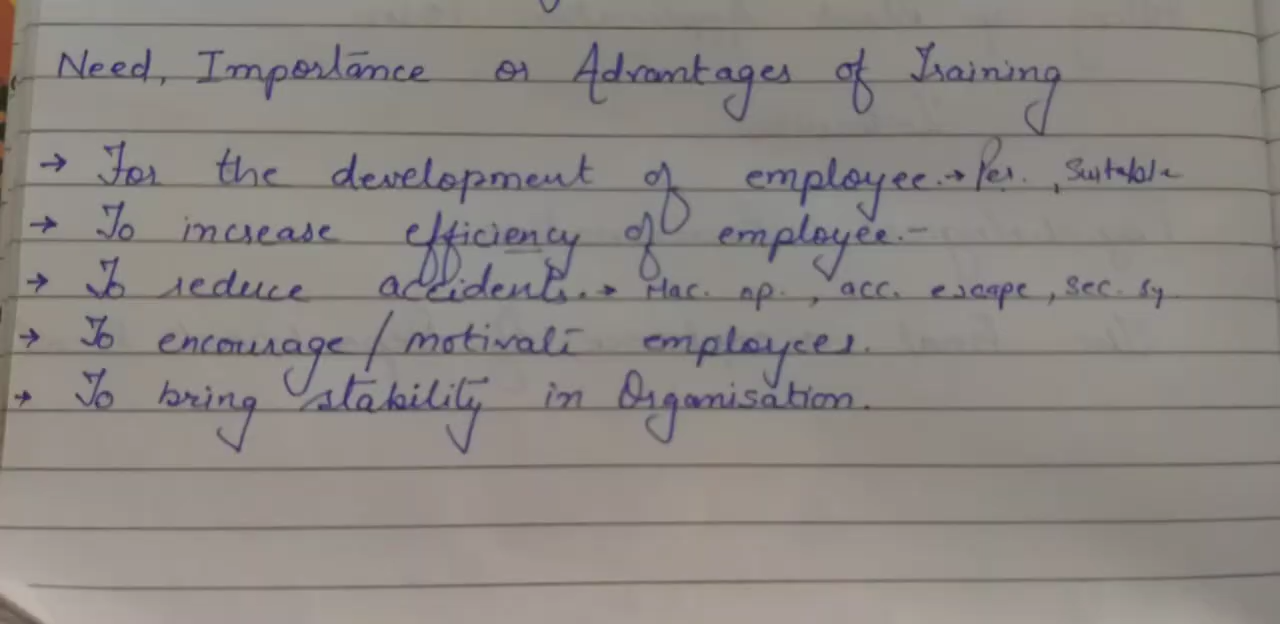 Need, Importance or Advantages of Training
→ For the development of employee.→ Per. , Suitable
→ To increase efficiency of employee.-
→ To reduce accidents.→ Mac. op. , acc. escape, Sec. Sy.
→ To encourage/motivate employees.
→ To bring stability in Organisation.